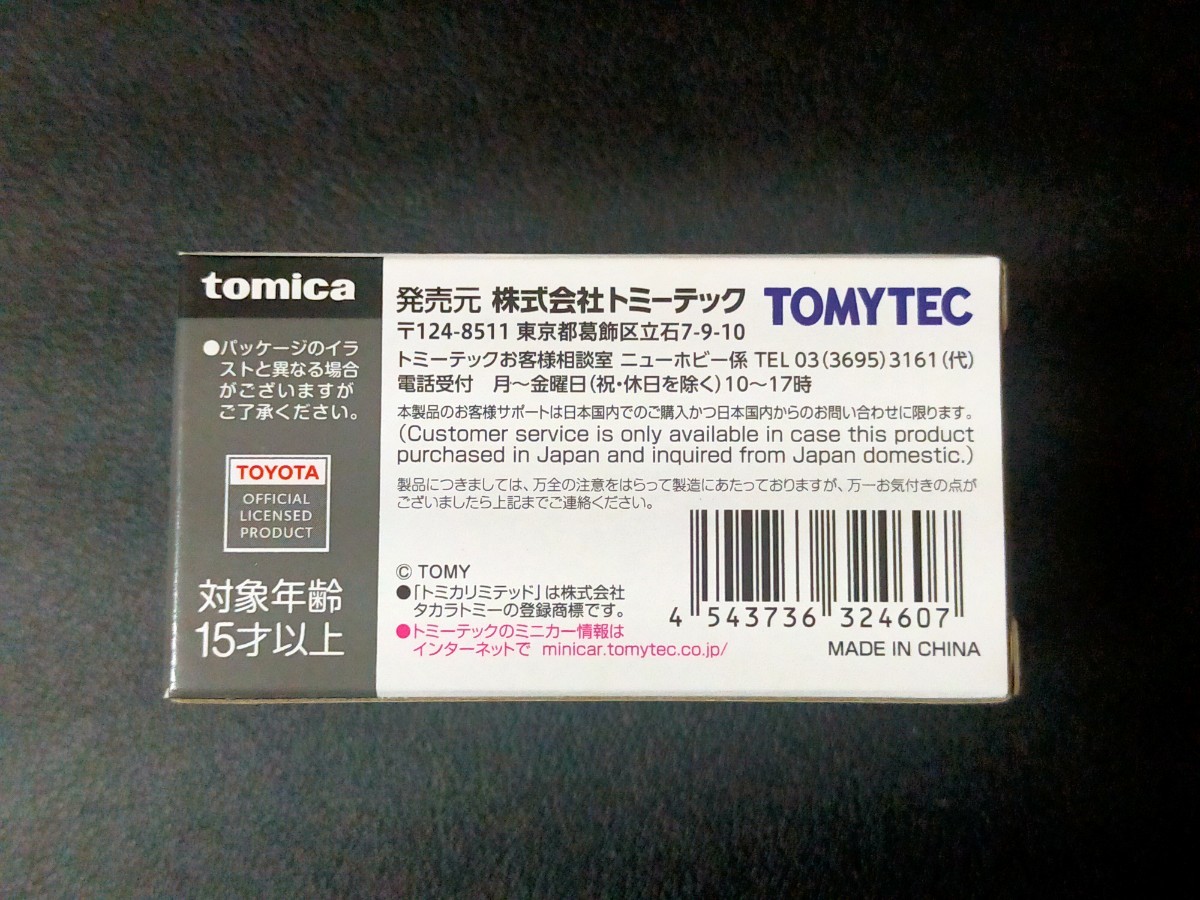 tomica
●パッケージのイラ
ストと異なる場合
がございますが
ご了承ください。
TOYOTA
OFFICIAL
LICENSED
PRODUCT
対象年齢
15才以上
発売元 株式会社トミーテック TOMYTEC
〒124-8511 東京都葛飾区立石7-9-10
トミーテックお客様相談室 ニューホビー係 TEL 03(3695)3161(代)
電話受付 月〜金曜日(祝・休日を除く)10〜17時
本製品のお客様サポートは日本国内でのご購入かつ日本国内からのお問い合わせに限ります。
(Customer service is only available in case this product
purchased in Japan and inquired from Japan domestic.)
製品につきましては、万全の注意をはらって製造にあたっておりますが、万一お気付きの点が
ございましたら上記までご連絡ください。
© TOMY
●「トミカリミテッド」は株式会社
タカラトミーの登録商標です。
●トミーテックのミニカー情報は
インターネットで minicar.tomytec.co.jp/
4 543736 324607
MADE IN CHINA